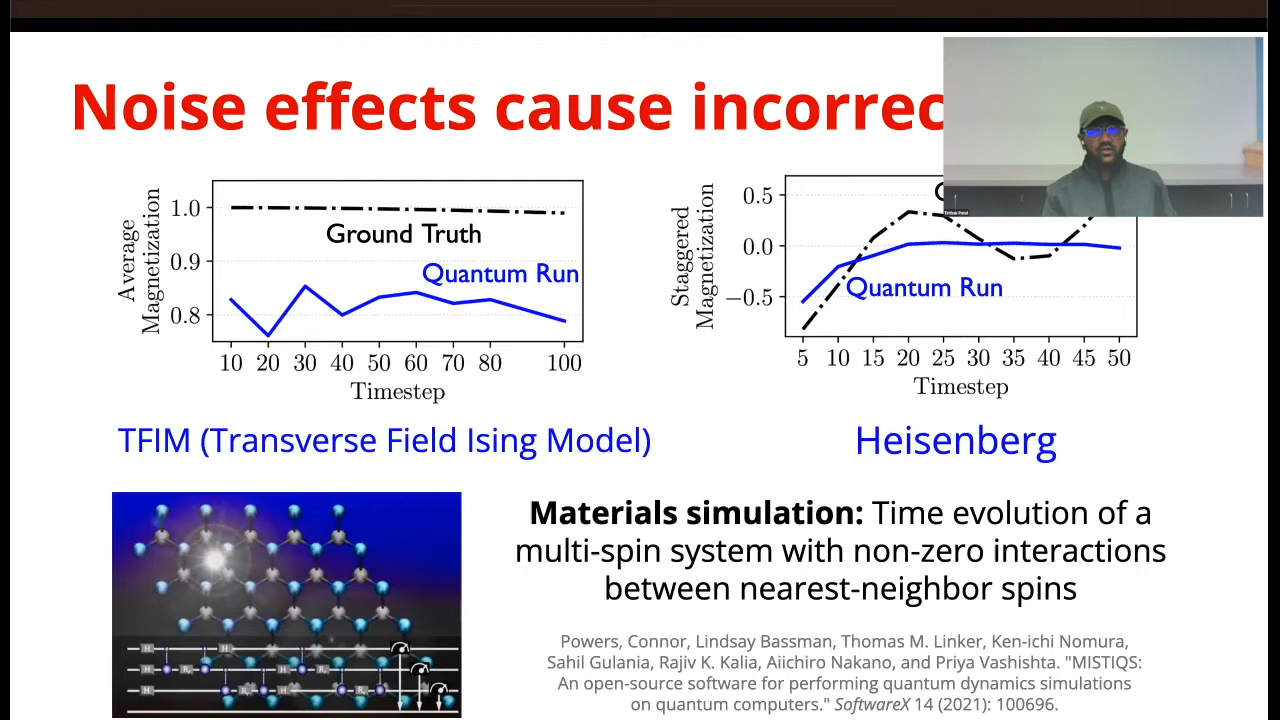 Noise effects cause incorrec
Average
Magnetization
1.0
0.9
0.8
Ground Truth
Quantum Run
10 20 30 40 50 60 70 80 100
Timestep
TFIM (Transverse Field Ising Model)
Staggered
Magnetization
0.5
0.0
−0.5
Quantum Run
5 10 15 20 25 30 35 40 45 50
Timestep
Heisenberg
Materials simulation: Time evolution of a
multi-spin system with non-zero interactions
between nearest-neighbor spins
Powers, Connor, Lindsay Bassman, Thomas M. Linker, Ken-ichi Nomura,
Sahil Gulania, Rajiv K. Kalia, Aiichiro Nakano, and Priya Vashishta. "MISTIQS:
An open-source software for performing quantum dynamics simulations
on quantum computers." SoftwareX 14 (2021): 100696.